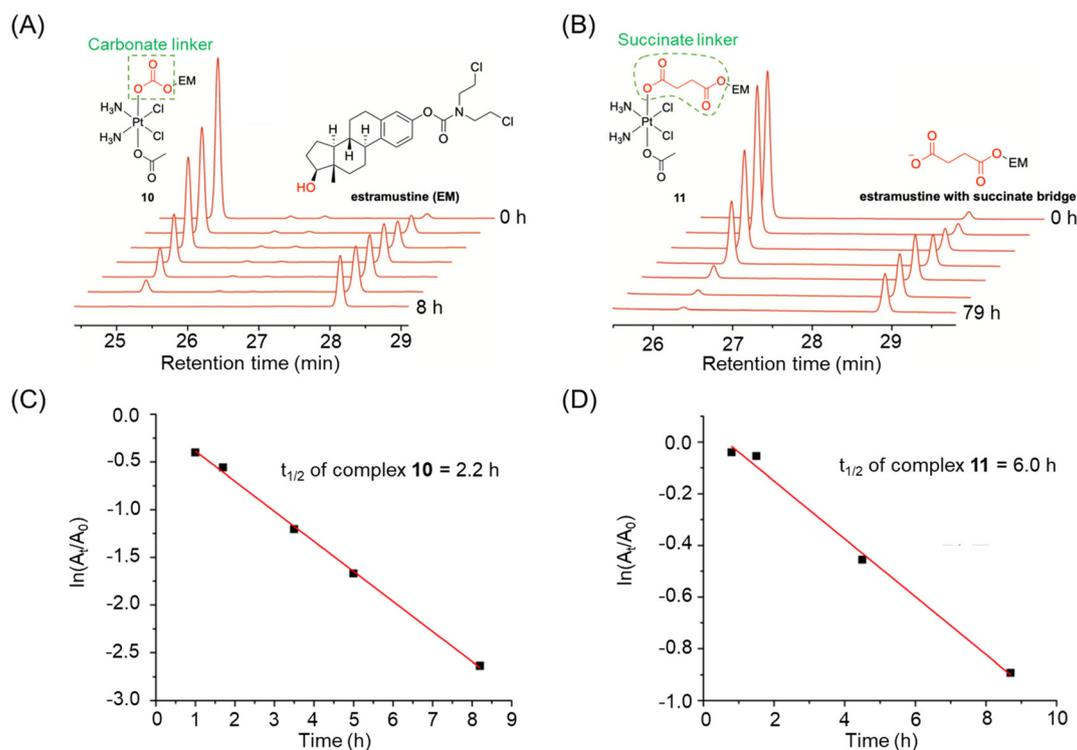 (A)
Carbonate linker
O
O
O
EM
H₃N
Cl
Pt
H₃N
Cl
O
O
10
Cl
O
N
O
Cl
H
H
H
HO
estramustine (EM)
0 h
8 h
25 26 27 28 29
Retention time (min)
(B)
Succinate linker
O
O
O
O
EM
H₃N
Cl
Pt
H₃N
Cl
O
O
11
O
⁻O
O
O
EM
estramustine with succinate bridge
0 h
79 h
26 27 28 29
Retention time (min)
(C)
0.0
-0.5
-1.0
-1.5
-2.0
-2.5
-3.0
ln(At/A0)
t1/2 of complex 10 = 2.2 h
0 1 2 3 4 5 6 7 8 9
Time (h)
(D)
0.0
-0.2
-0.4
-0.6
-0.8
-1.0
ln(At/A0)
t1/2 of complex 11 = 6.0 h
0 2 4 6 8 10
Time (h)